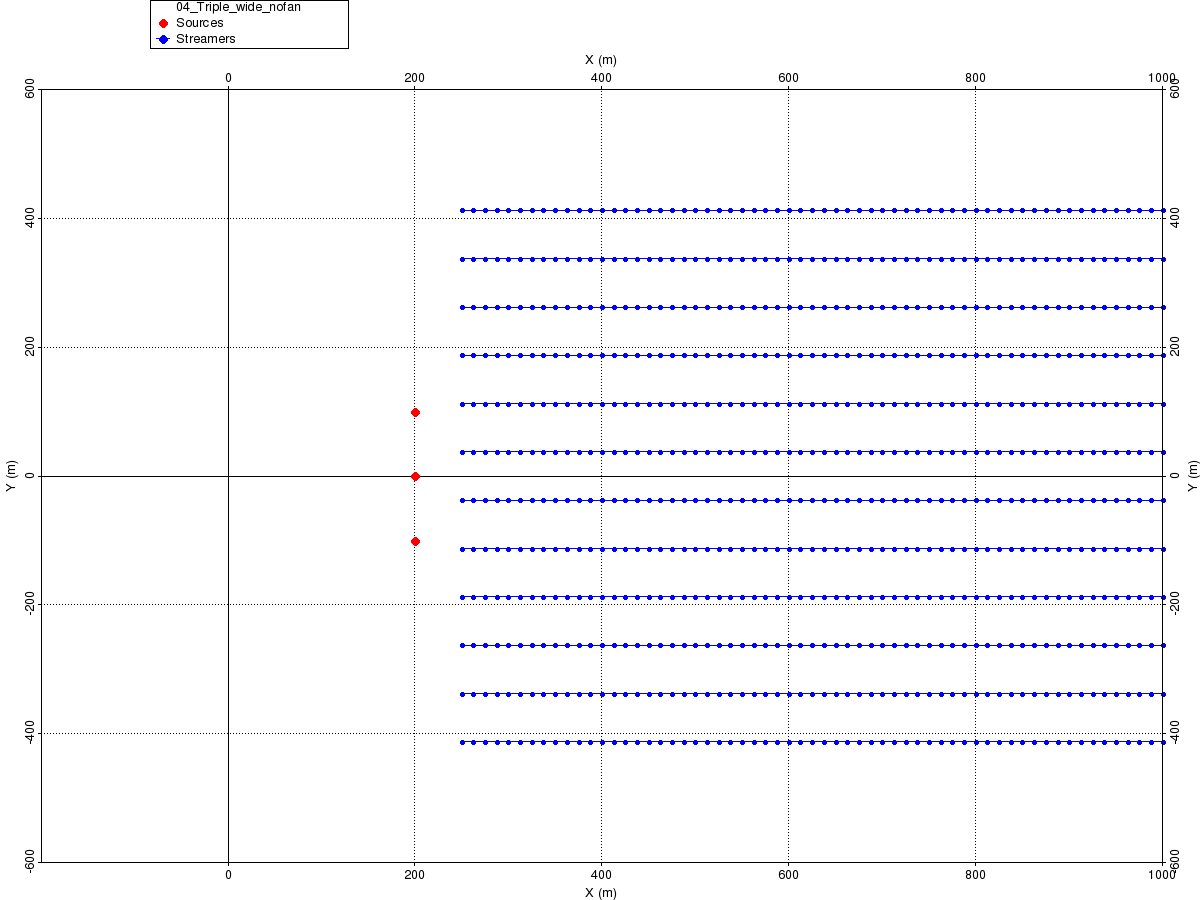 04_Triple_wide_nofan
Sources
Streamers
X (m)
0 200 400 600 800 1000
600 600
400 400
200 200
0 0
Y (m) Y (m)
-200 -200
-400 -400
-600 -600
0 200 400 600 800 1000
X (m)